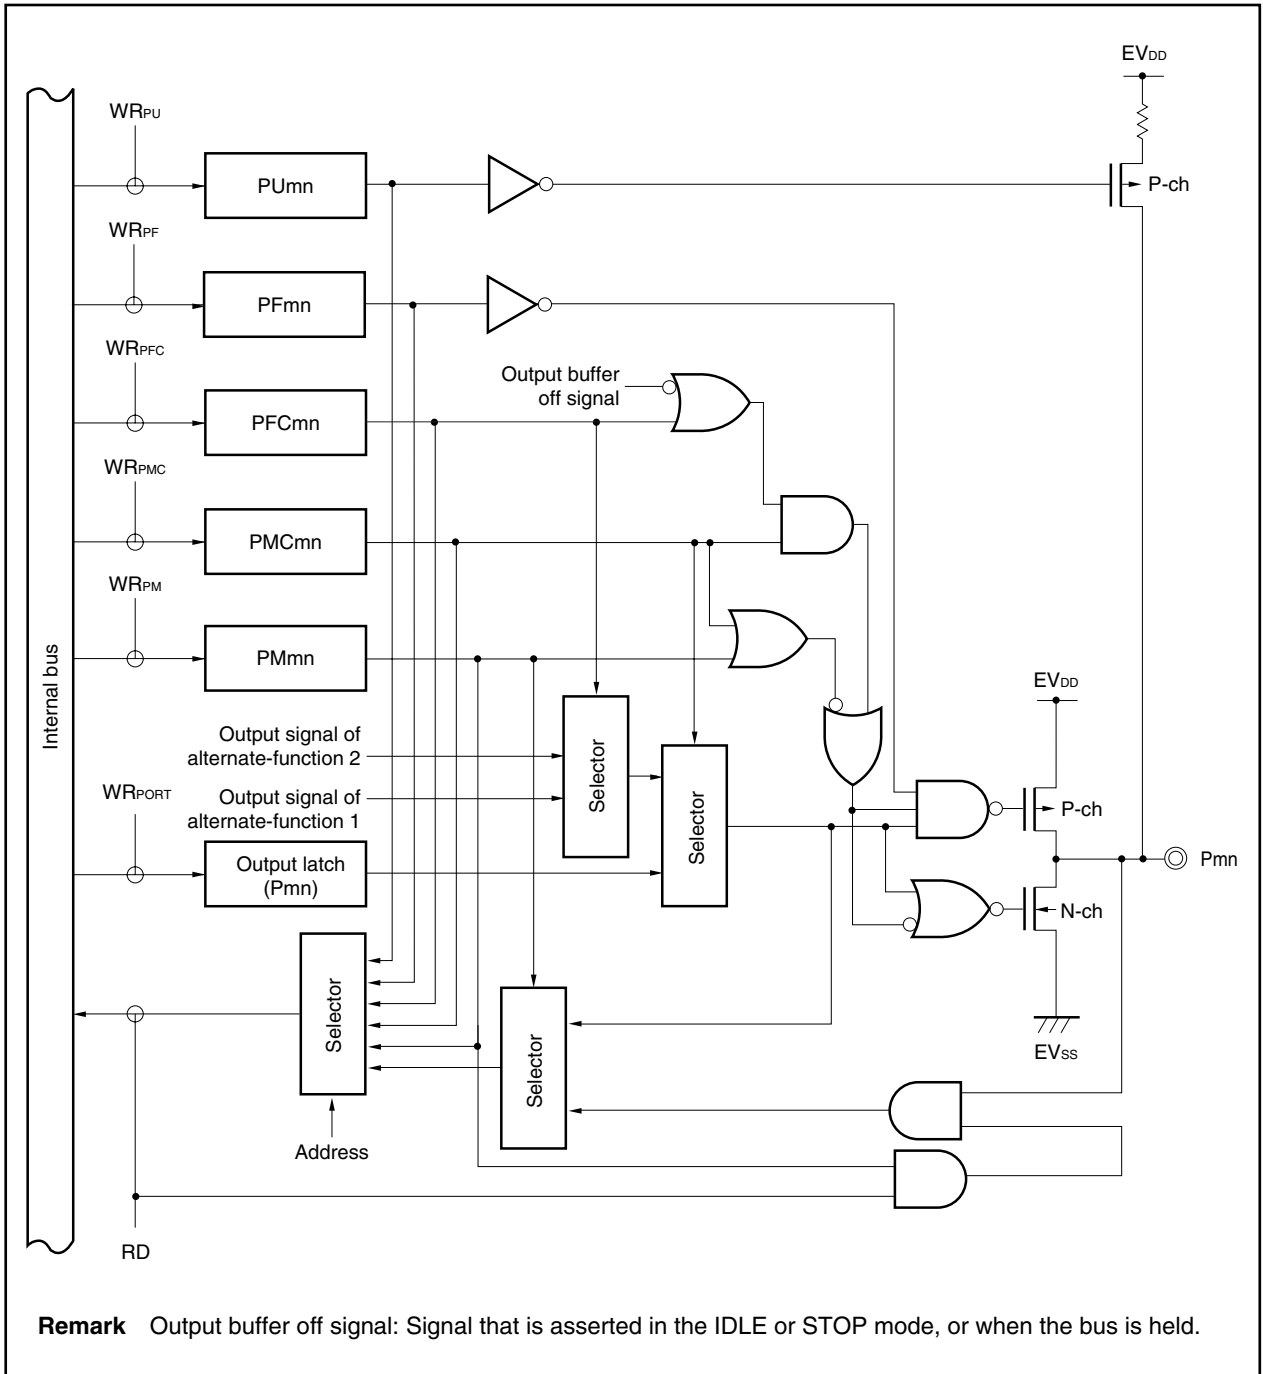 EVDD
WRPU
PUmn
P-ch
WRPF
PFmn
WRPFC
Output buffer
off signal
PFCmn
WRPMC
PMCmn
WRPM
PMmn
Internal bus
EVDD
Output signal of
alternate-function 2
Selector
Selector
WRPORT
Output signal of
alternate-function 1
P-ch
Output latch
(Pmn)
Pmn
N-ch
Selector
Selector
EVSS
Address
RD
Remark Output buffer off signal: Signal that is asserted in the IDLE or STOP mode, or when the bus is held.